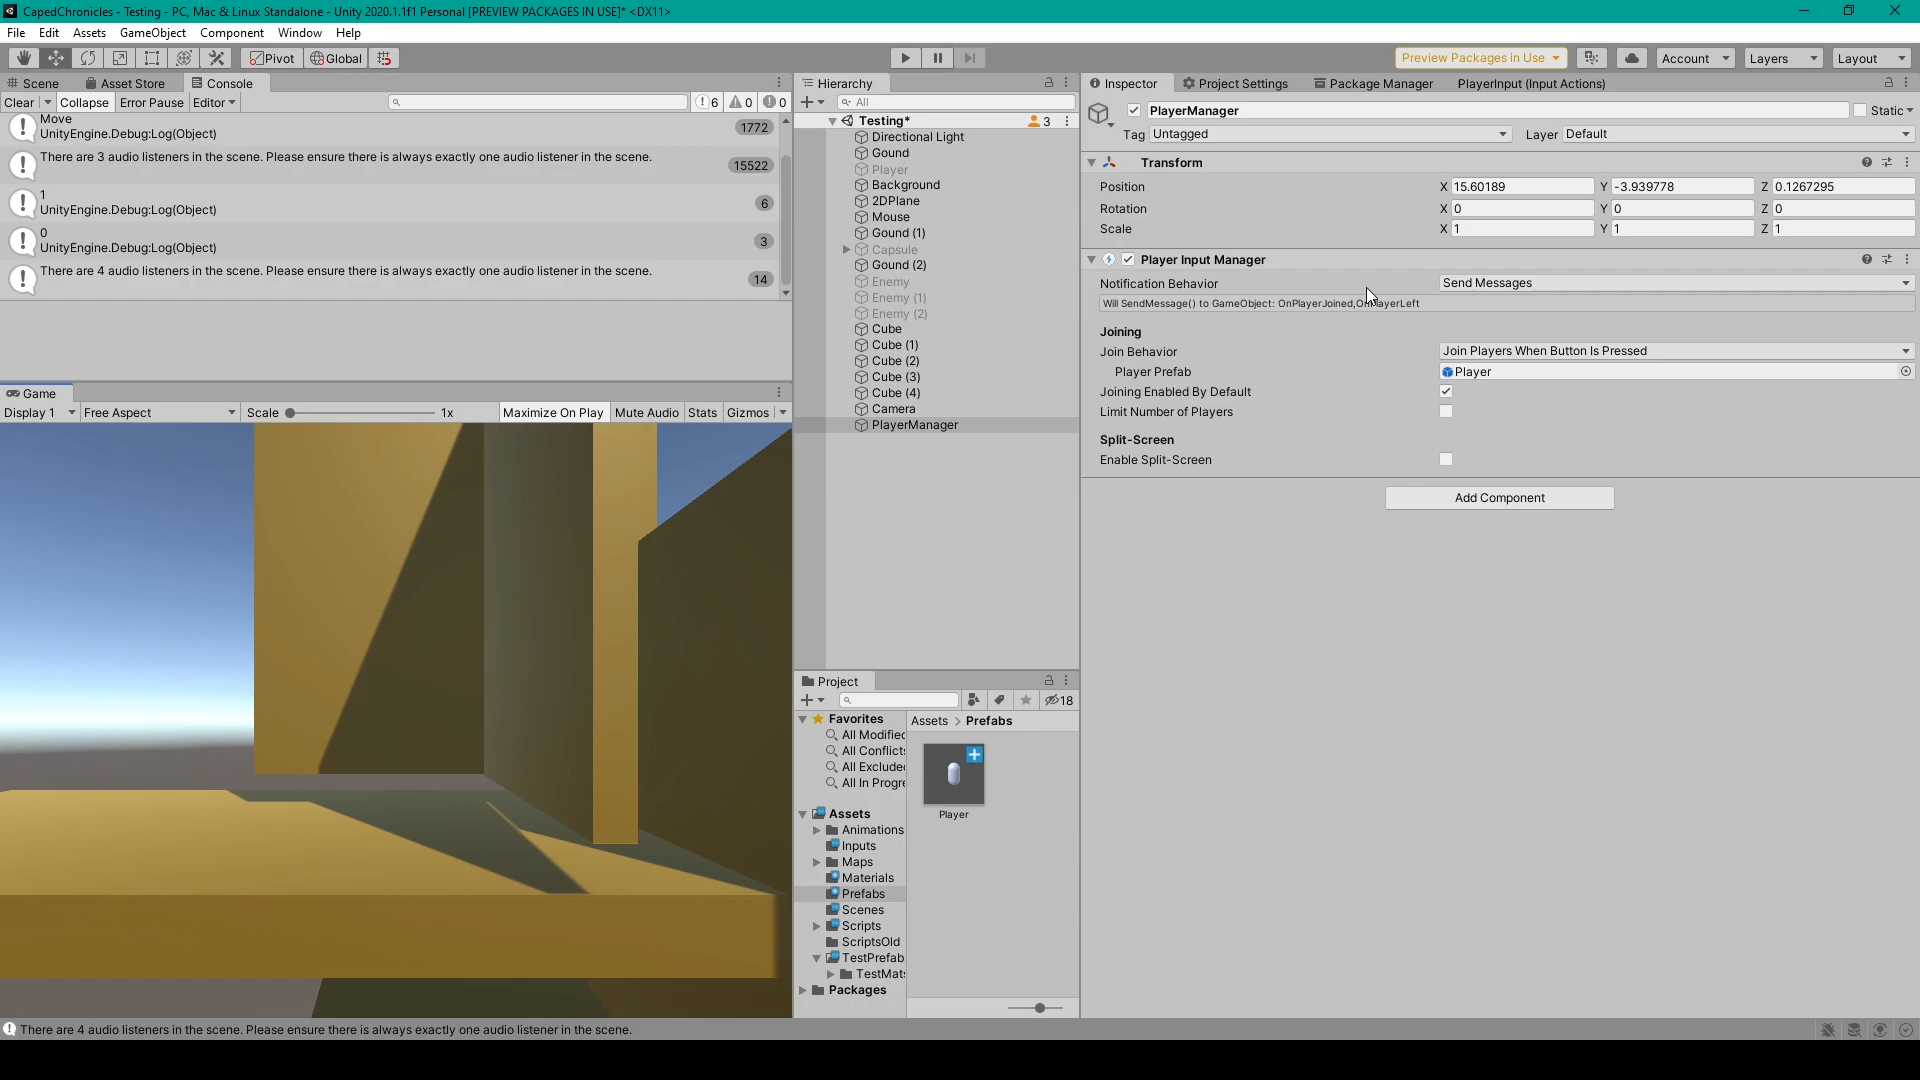 CapedChronicles - Testing - PC, Mac & Linux Standalone - Unity 2020.1.1f1 Personal [PREVIEW PACKAGES IN USE]* <DX11>
File Edit Assets GameObject Component Window Help
Pivot Global Preview Packages in Use Account Layers Layout
Scene Asset Store Console
Clear Collapse Error Pause Editor 6 0 0
Move
UnityEngine.Debug:Log(Object)
1772
There are 3 audio listeners in the scene. Please ensure there is always exactly one audio listener in the scene.
15522
1
UnityEngine.Debug:Log(Object)
6
0
UnityEngine.Debug:Log(Object)
3
There are 4 audio listeners in the scene. Please ensure there is always exactly one audio listener in the scene.
14
Game
Display 1 Free Aspect Scale 1x Maximize On Play Mute Audio Stats Gizmos
Hierarchy
All
Testing* 3
Directional Light
Gound
Player
Background
2DPlane
Mouse
Gound (1)
Capsule
Gound (2)
Enemy
Enemy (1)
Enemy (2)
Cube
Cube (1)
Cube (2)
Cube (3)
Cube (4)
Camera
PlayerManager
Project
18
Favorites
All Modified
All Conflicts
All Exclude
All In Progre
Assets
Animations
Inputs
Maps
Materials
Prefabs
Scenes
Scripts
ScriptsOld
TestPrefab
TestMats
Packages
Assets > Prefabs
Player
Inspector Project Settings Package Manager PlayerInput (Input Actions)
PlayerManager Static
Tag Untagged Layer Default
Transform
Position X 15.60189 Y -3.939778 Z 0.1267295
Rotation X 0 Y 0 Z 0
Scale X 1 Y 1 Z 1
Player Input Manager
Notification Behavior Send Messages
Will SendMessage() to GameObject: OnPlayerJoined,OnPlayerLeft
Joining
Join Behavior Join Players When Button Is Pressed
Player Prefab Player
Joining Enabled By Default
Limit Number of Players
Split-Screen
Enable Split-Screen
Add Component
There are 4 audio listeners in the scene. Please ensure there is always exactly one audio listener in the scene.